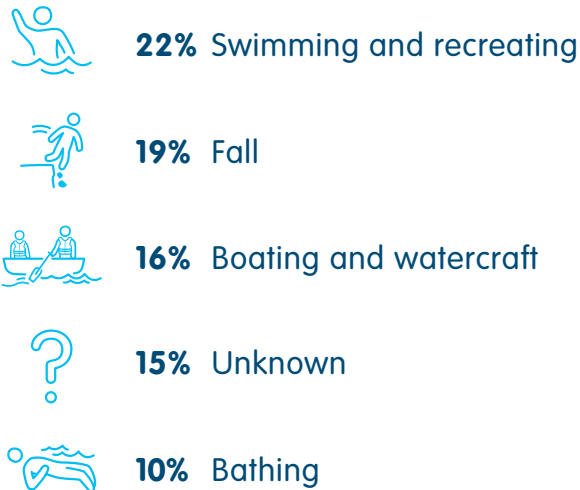 22% Swimming and recreating
19% Fall
16% Boating and watercraft
15% Unknown
10% Bathing